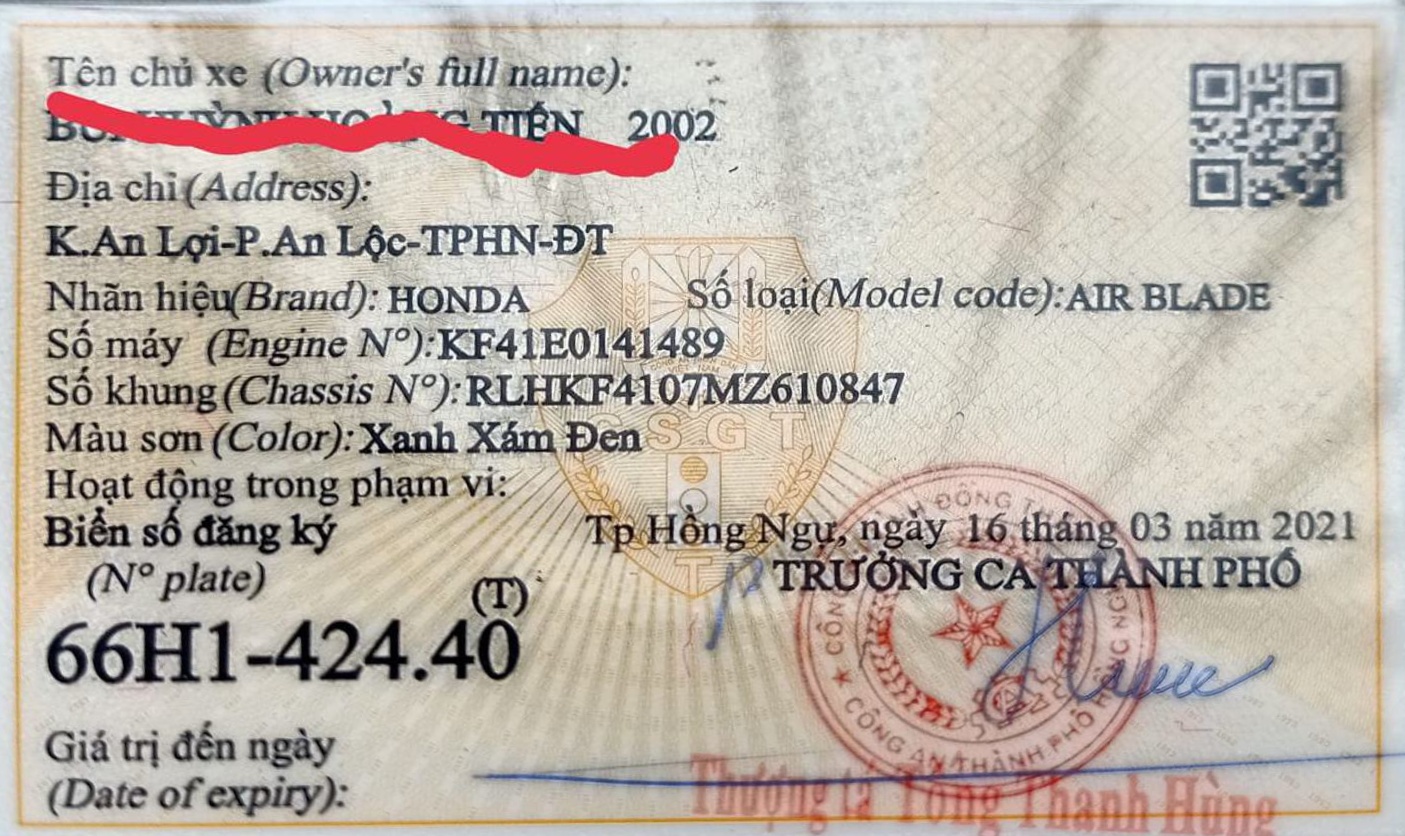 Tên chủ xe (Owner's full name):
TIÊN 2002
Địa chỉ (Address):
K.An Lợi-P.An Lộc-TPHN-ĐT
Nhãn hiệu(Brand): HONDA Số loại(Model code):AIR BLADE
Số máy (Engine N°):KF41E0141489
Số khung(Chassis N°):RLHKF4107MZ610847
Màu sơn (Color): Xanh Xám Đen
CSGT
Hoạt động trong phạm vi:
Biển số đăng ký Tp Hồng Ngự, ngày 16 tháng 03 năm 2021
(N° plate) TRƯỞNG CA THÀNH PHỐ
(T)
66H1-424.40
CÔNG AN THÀNH PHỐ HỒNG NGỰ
Giá trị đến ngày
(Date of expiry):
Thượng tá Tống Thanh Hùng